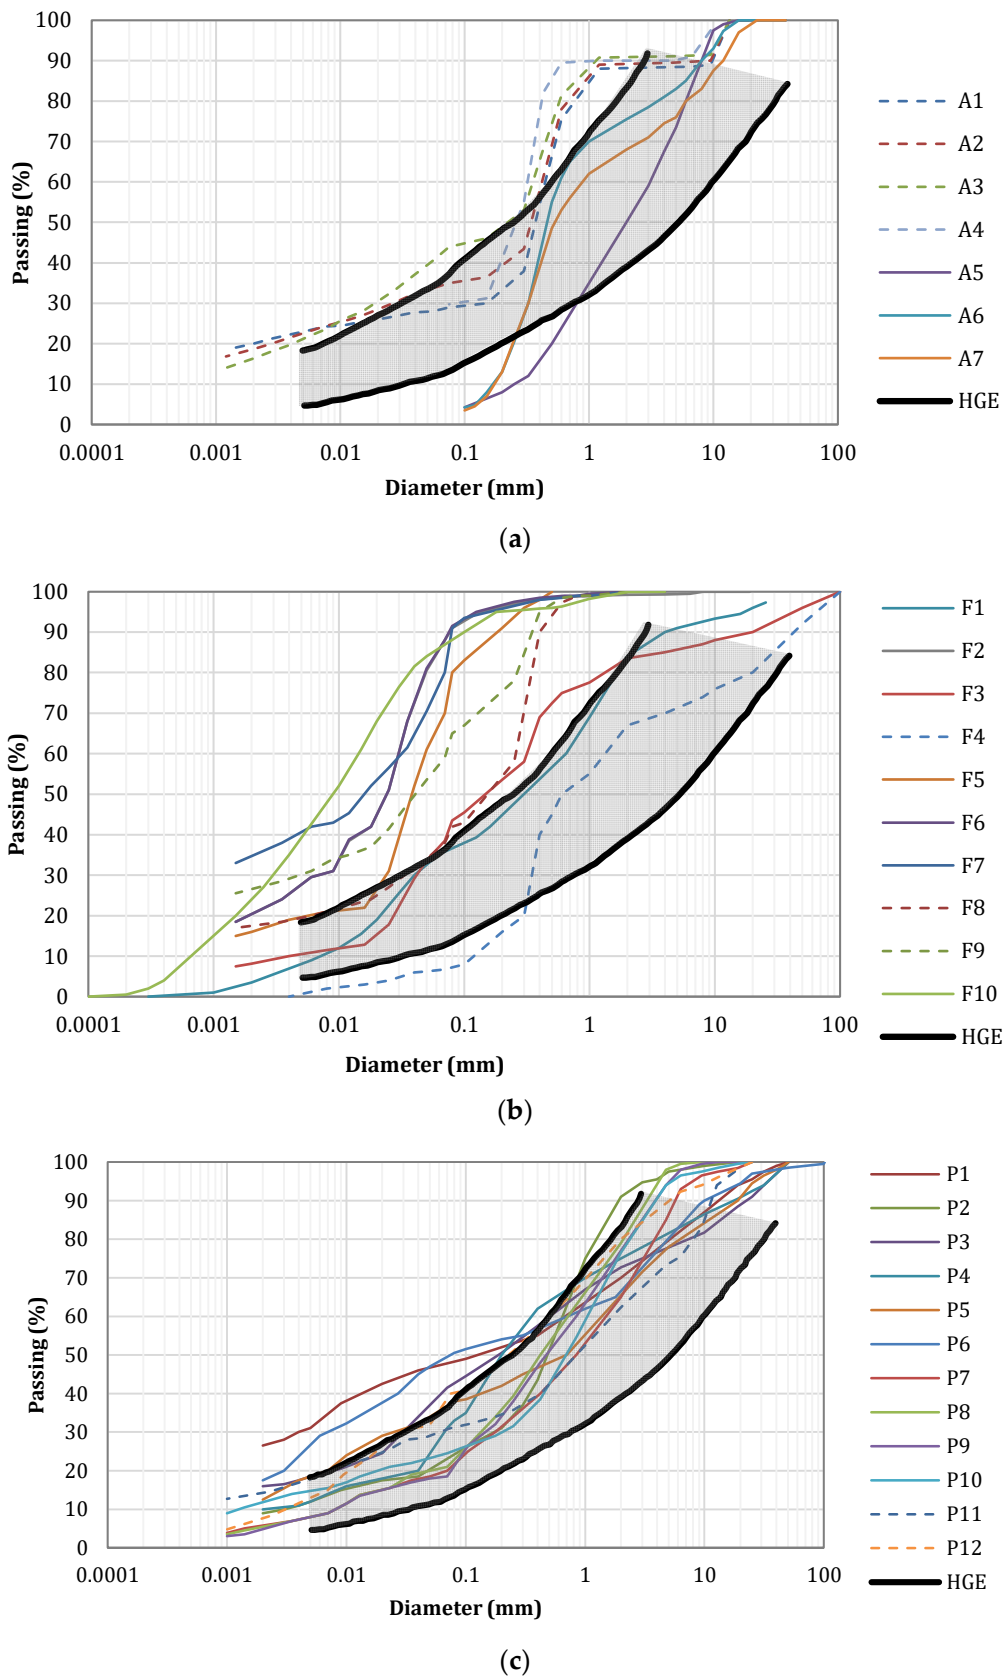 100
90
80
70
60
50
40
30
20
10
0
Passing (%)
0.0001 0.001 0.01 0.1 1 10 100
Diameter (mm)
A1
A2
A3
A4
A5
A6
A7
HGE
(a)
100
90
80
70
60
50
40
30
20
10
0
Passing (%)
0.0001 0.001 0.01 0.1 1 10 100
Diameter (mm)
F1
F2
F3
F4
F5
F6
F7
F8
F9
F10
HGE
(b)
100
90
80
70
60
50
40
30
20
10
0
Passing (%)
0.0001 0.001 0.01 0.1 1 10 100
Diameter (mm)
P1
P2
P3
P4
P5
P6
P7
P8
P9
P10
P11
P12
HGE
(c)